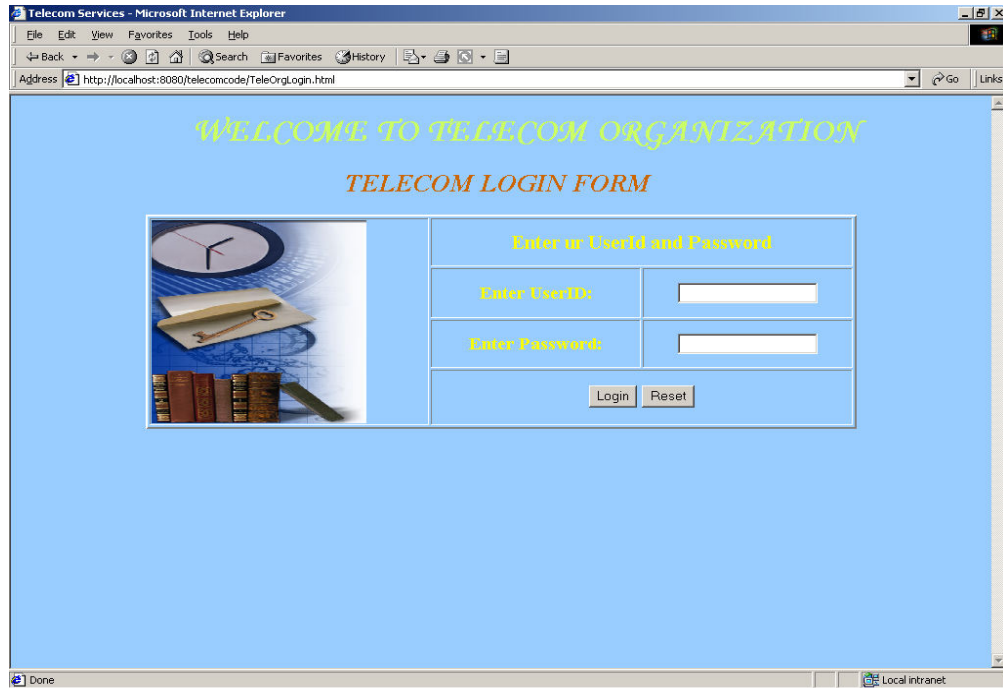 Telecom Services - Microsoft Internet Explorer
File Edit View Favorites Tools Help
Back Search Favorites History
Address http://localhost:8080/telecomcode/TeleOrgLogin.html Go Links
WELCOME TO TELECOM ORGANIZATION
TELECOM LOGIN FORM
Enter ur UserId and Password
Enter UserID:
Enter Password:
Login Reset
Done Local intranet